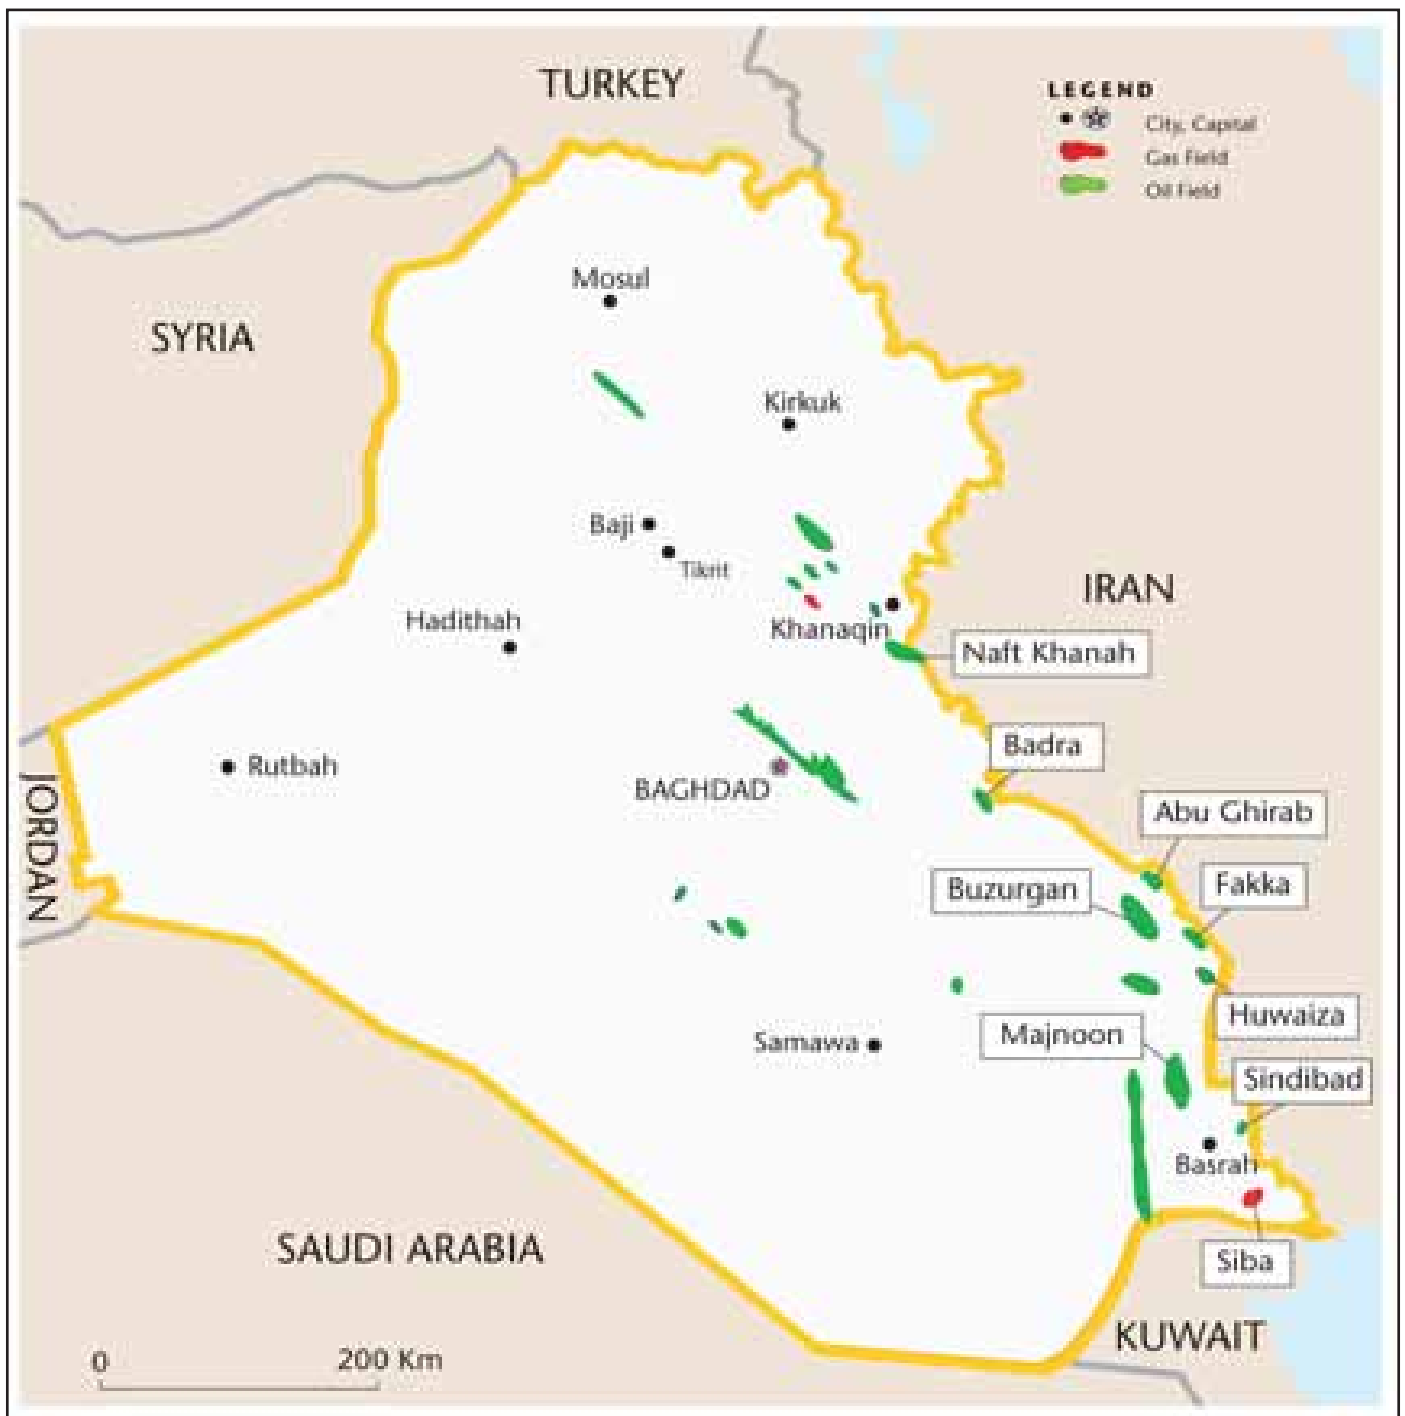 TURKEY
LEGEND
City, Capital
Gas Field
Oil Field
Mosul
SYRIA
Kirkuk
Baji
Tikrit
IRAN
Hadithah
Khanaqin
Naft Khanah
Badra
Rutbah
BAGHDAD
JORDAN
Abu Ghirab
Buzurgan
Fakka
Huwaiza
Majnoon
Samawa
Sindibad
Basrah
SAUDI ARABIA
Siba
KUWAIT
0 200 Km